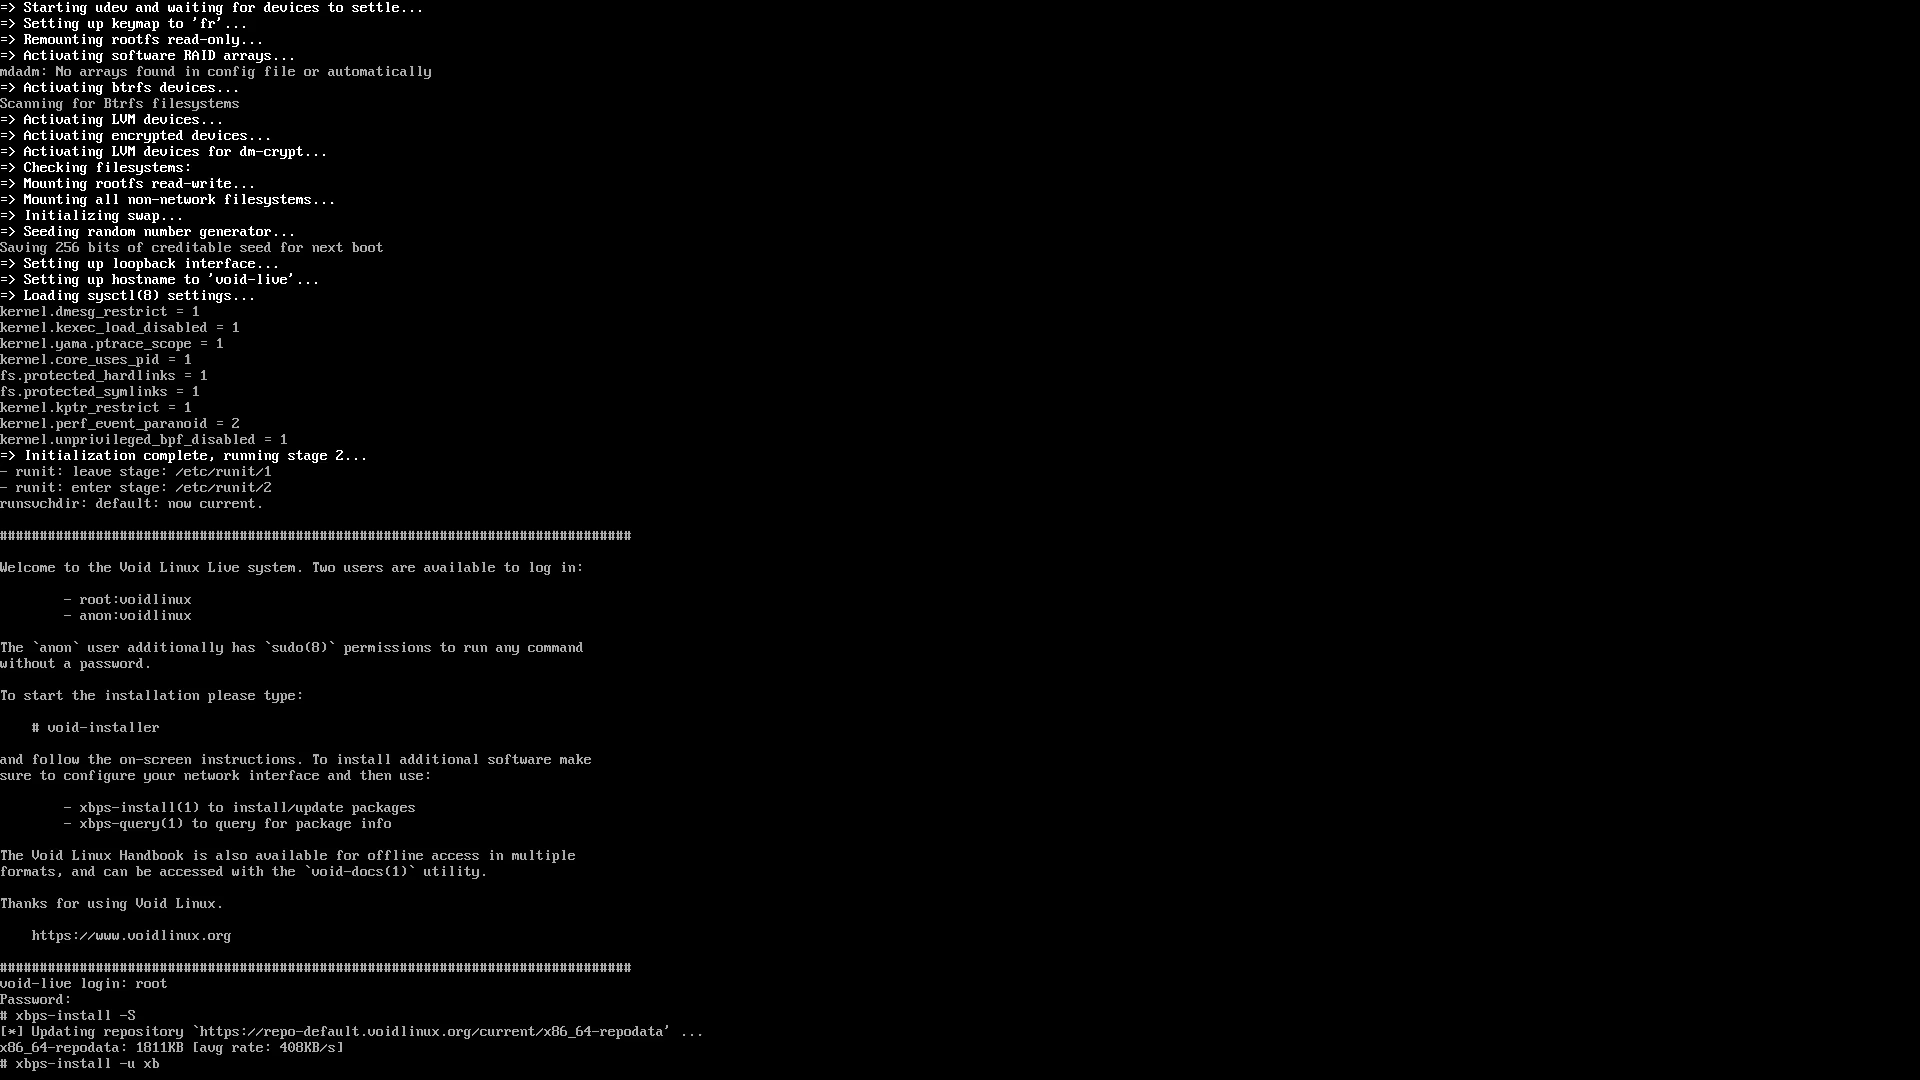 => Starting udev and waiting for devices to settle...
=> Setting up keymap to 'fr'...
=> Remounting rootfs read-only...
=> Activating software RAID arrays...
mdadm: No arrays found in config file or automatically
=> Activating btrfs devices...
Scanning for Btrfs filesystems
=> Activating LVM devices...
=> Activating encrypted devices...
=> Activating LVM devices for dm-crypt...
=> Checking filesystems:
=> Mounting rootfs read-write...
=> Mounting all non-network filesystems...
=> Initializing swap...
=> Seeding random number generator...
Saving 256 bits of creditable seed for next boot
=> Setting up loopback interface...
=> Setting up hostname to 'void-live'...
=> Loading sysctl(8) settings...
kernel.dmesg_restrict = 1
kernel.kexec_load_disabled = 1
kernel.yama.ptrace_scope = 1
kernel.core_uses_pid = 1
fs.protected_hardlinks = 1
fs.protected_symlinks = 1
kernel.kptr_restrict = 1
kernel.perf_event_paranoid = 2
kernel.unprivileged_bpf_disabled = 1
=> Initialization complete, running stage 2...
- runit: leave stage: /etc/runit/1
- runit: enter stage: /etc/runit/2
runsvchdir: default: now current.
###############################################################################
Welcome to the Void Linux Live system. Two users are available to log in:
- root:voidlinux
- anon:voidlinux
The `anon` user additionally has `sudo(8)` permissions to run any command
without a password.
To start the installation please type:
# void-installer
and follow the on-screen instructions. To install additional software make
sure to configure your network interface and then use:
- xbps-install(1) to install/update packages
- xbps-query(1) to query for package info
The Void Linux Handbook is also available for offline access in multiple
formats, and can be accessed with the `void-docs(1)` utility.
Thanks for using Void Linux.
https://www.voidlinux.org
###############################################################################
void-live login: root
Password:
# xbps-install -S
[*] Updating repository `https://repo-default.voidlinux.org/current/x86_64-repodata' ...
x86_64-repodata: 1811KB [avg rate: 408KB/s]
# xbps-install -u xb